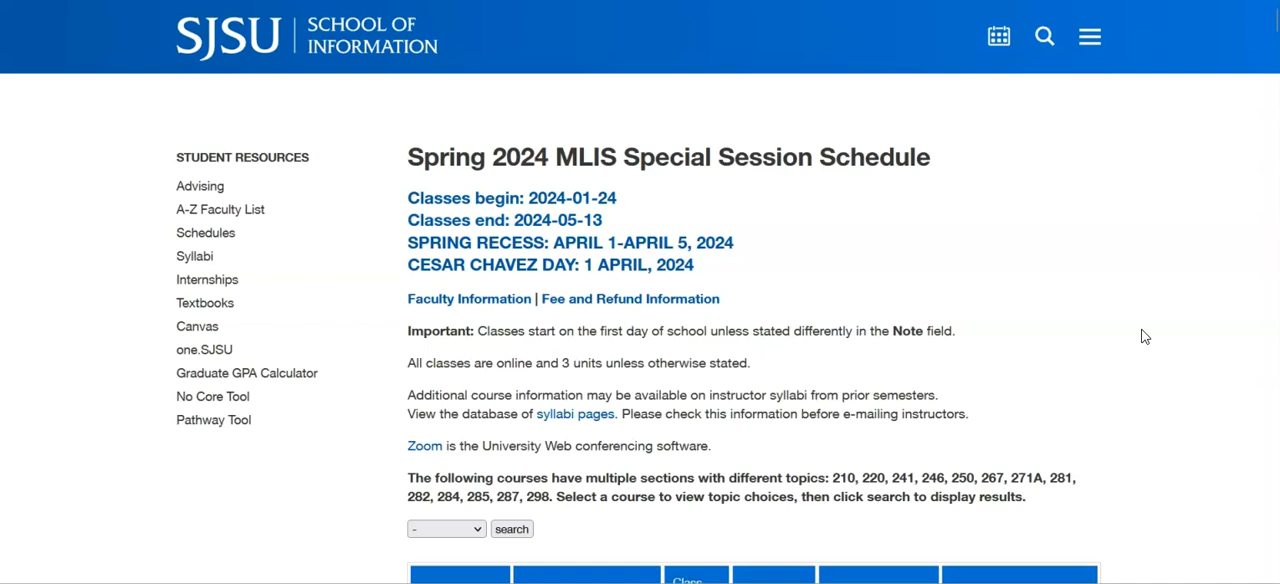 SJSU
SCHOOL OF
INFORMATION
STUDENT RESOURCES
Advising
A-Z Faculty List
Schedules
Syllabi
Internships
Textbooks
Canvas
one.SJSU
Graduate GPA Calculator
No Core Tool
Pathway Tool
Spring 2024 MLIS Special Session Schedule
Classes begin: 2024-01-24
Classes end: 2024-05-13
SPRING RECESS: APRIL 1-APRIL 5, 2024
CESAR CHAVEZ DAY: 1 APRIL, 2024
Faculty Information | Fee and Refund Information
Important: Classes start on the first day of school unless stated differently in the Note field.
All classes are online and 3 units unless otherwise stated.
Additional course information may be available on instructor syllabi from prior semesters.
View the database of syllabi pages. Please check this information before e-mailing instructors.
Zoom is the University Web conferencing software.
The following courses have multiple sections with different topics: 210, 220, 241, 246, 250, 267, 271A, 281,
282, 284, 285, 287, 298. Select a course to view topic choices, then click search to display results.
- search
Class